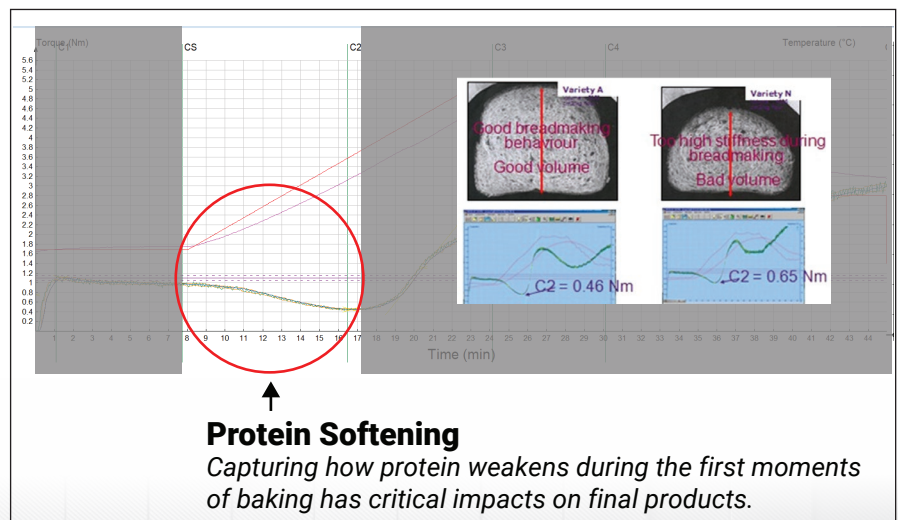 Torque (Nm)
C1
CS
C2
C3
C4
Temperature (°C)
5.6
5.4
5.2
5
4.8
4.6
4.4
4.2
4
3.8
3.6
3.4
3.2
3
2.8
2.6
2.4
2.2
2
1.8
1.6
1.4
1.2
1
0.8
0.6
0.4
0.2
1 2 3 4 5 6 7 8 9 10 11 12 13 14 15 16 17 18 19 20 21 22 23 24 25 26 27 28 29 30 31 32 33 34 35 36 37 38 39 40 41 42 43 44
Time (min)
Variety A
Good breadmaking
behaviour
Good volume
Variety N
Too high stiffness during
breadmaking
Bad volume
C2 = 0.46 Nm
C2 = 0.65 Nm
Protein Softening
Capturing how protein weakens during the first moments
of baking has critical impacts on final products.